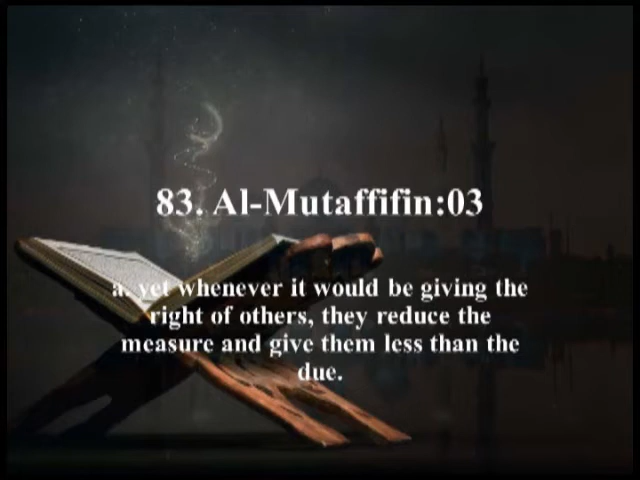 83. Al-Mutaffifin:03
a. yet whenever it would be giving the
right of others, they reduce the
measure and give them less than the
due.